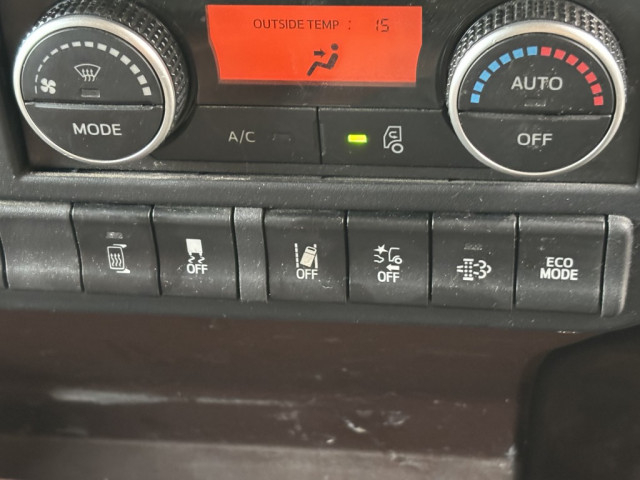 OUTSIDE TEMP : 15
AUTO
MODE
A/C
OFF
OFF
OFF
OFF
ECO
MODE